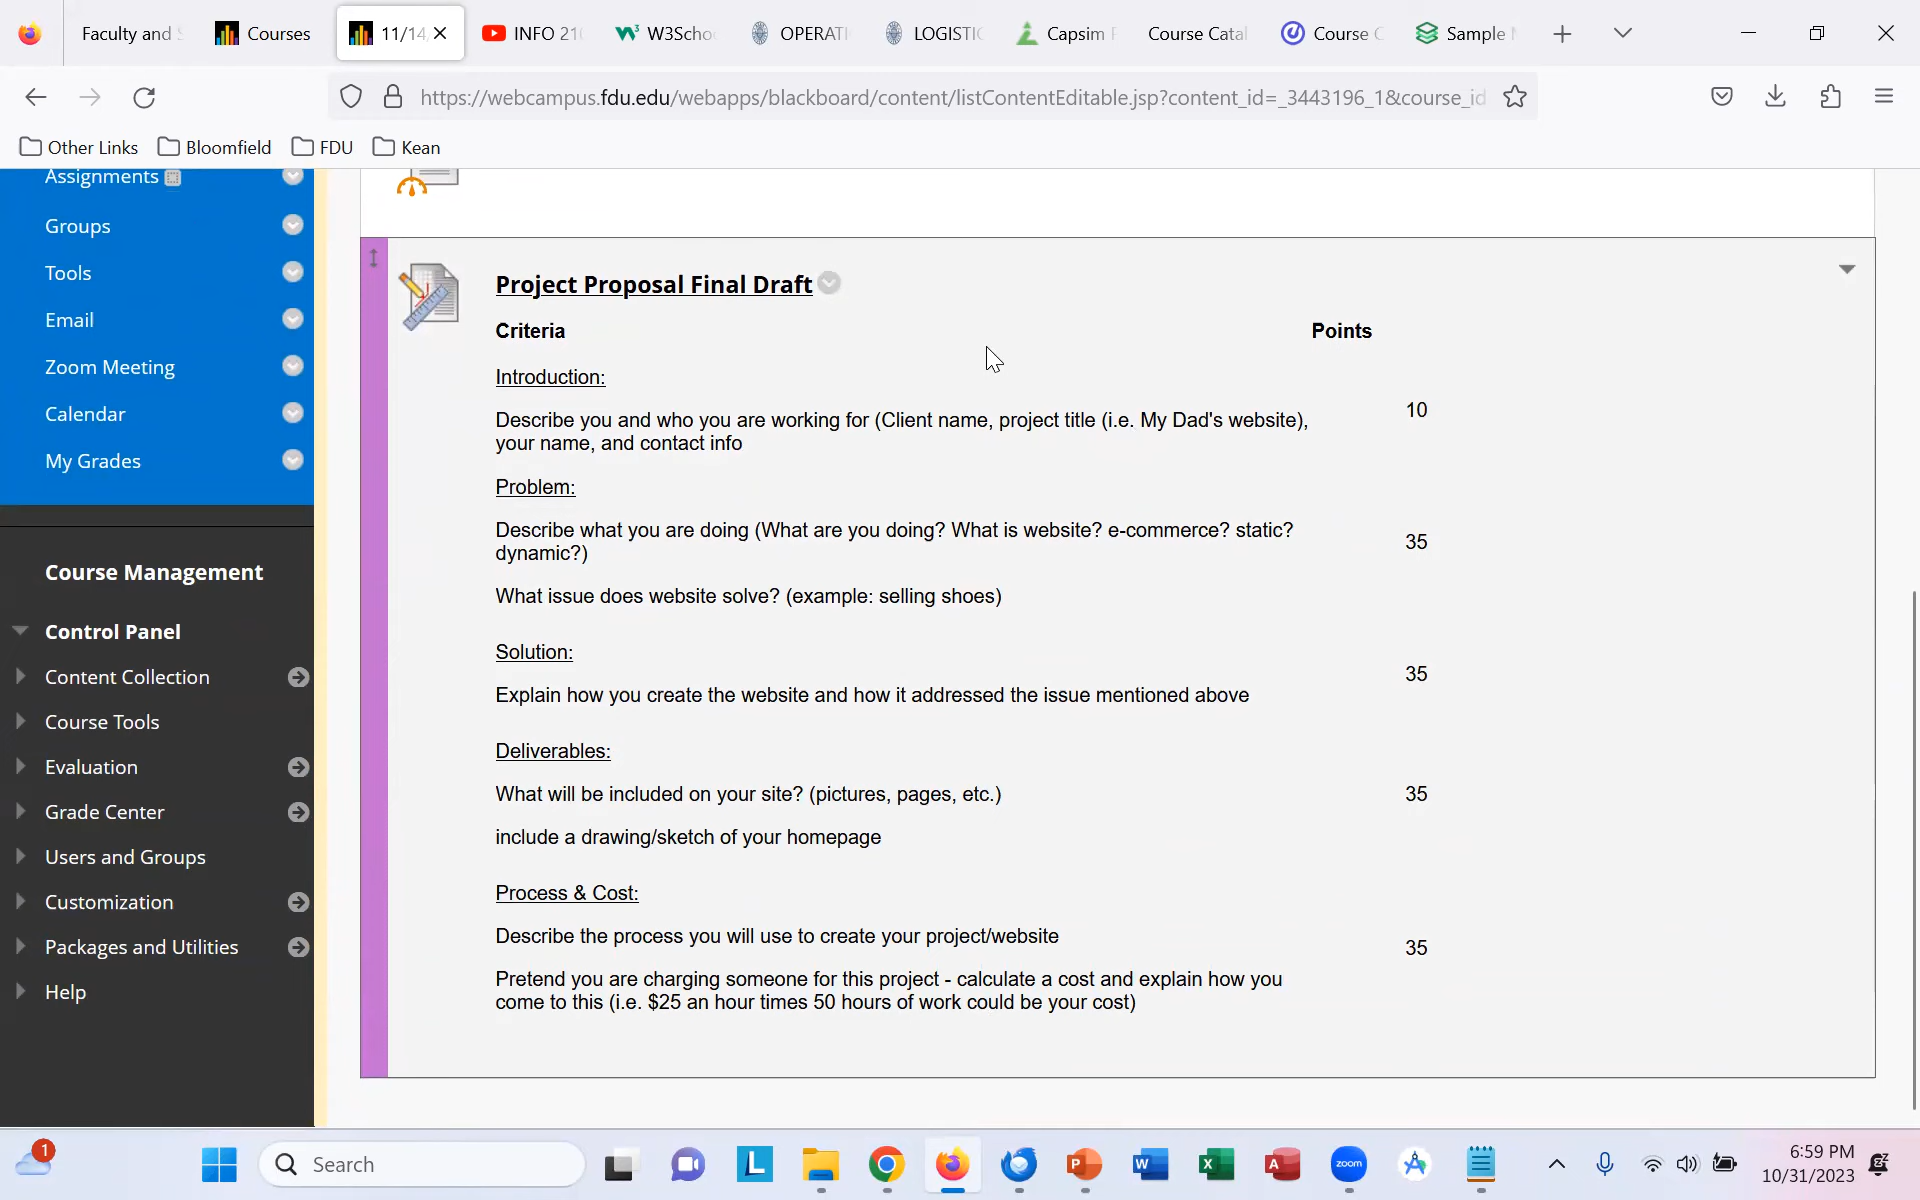 Faculty and S
Courses
11/14
INFO 210
W3Scho
OPERATI
LOGISTIC
Capsim
Course Catal
Course C
Sample
https://webcampus.fdu.edu/webapps/blackboard/content/listContentEditable.jsp?content_id=_3443196_1&course_id
Other Links
Bloomfield
FDU
Kean
Assignments
Groups
Tools
Email
Zoom Meeting
Calendar
My Grades
Course Management
Control Panel
Content Collection
Course Tools
Evaluation
Grade Center
Users and Groups
Customization
Packages and Utilities
Help
Project Proposal Final Draft
Criteria Points
Introduction:
10
Describe you and who you are working for (Client name, project title (i.e. My Dad's website),
your name, and contact info
Problem:
Describe what you are doing (What are you doing? What is website? e-commerce? static?
35
dynamic?)
What issue does website solve? (example: selling shoes)
Solution:
35
Explain how you create the website and how it addressed the issue mentioned above
Deliverables:
What will be included on your site? (pictures, pages, etc.) 35
include a drawing/sketch of your homepage
Process & Cost:
Describe the process you will use to create your project/website
35
Pretend you are charging someone for this project - calculate a cost and explain how you
come to this (i.e. $25 an hour times 50 hours of work could be your cost)
1
Search
L
P
W
X
A
zoom
6:59 PM
10/31/2023